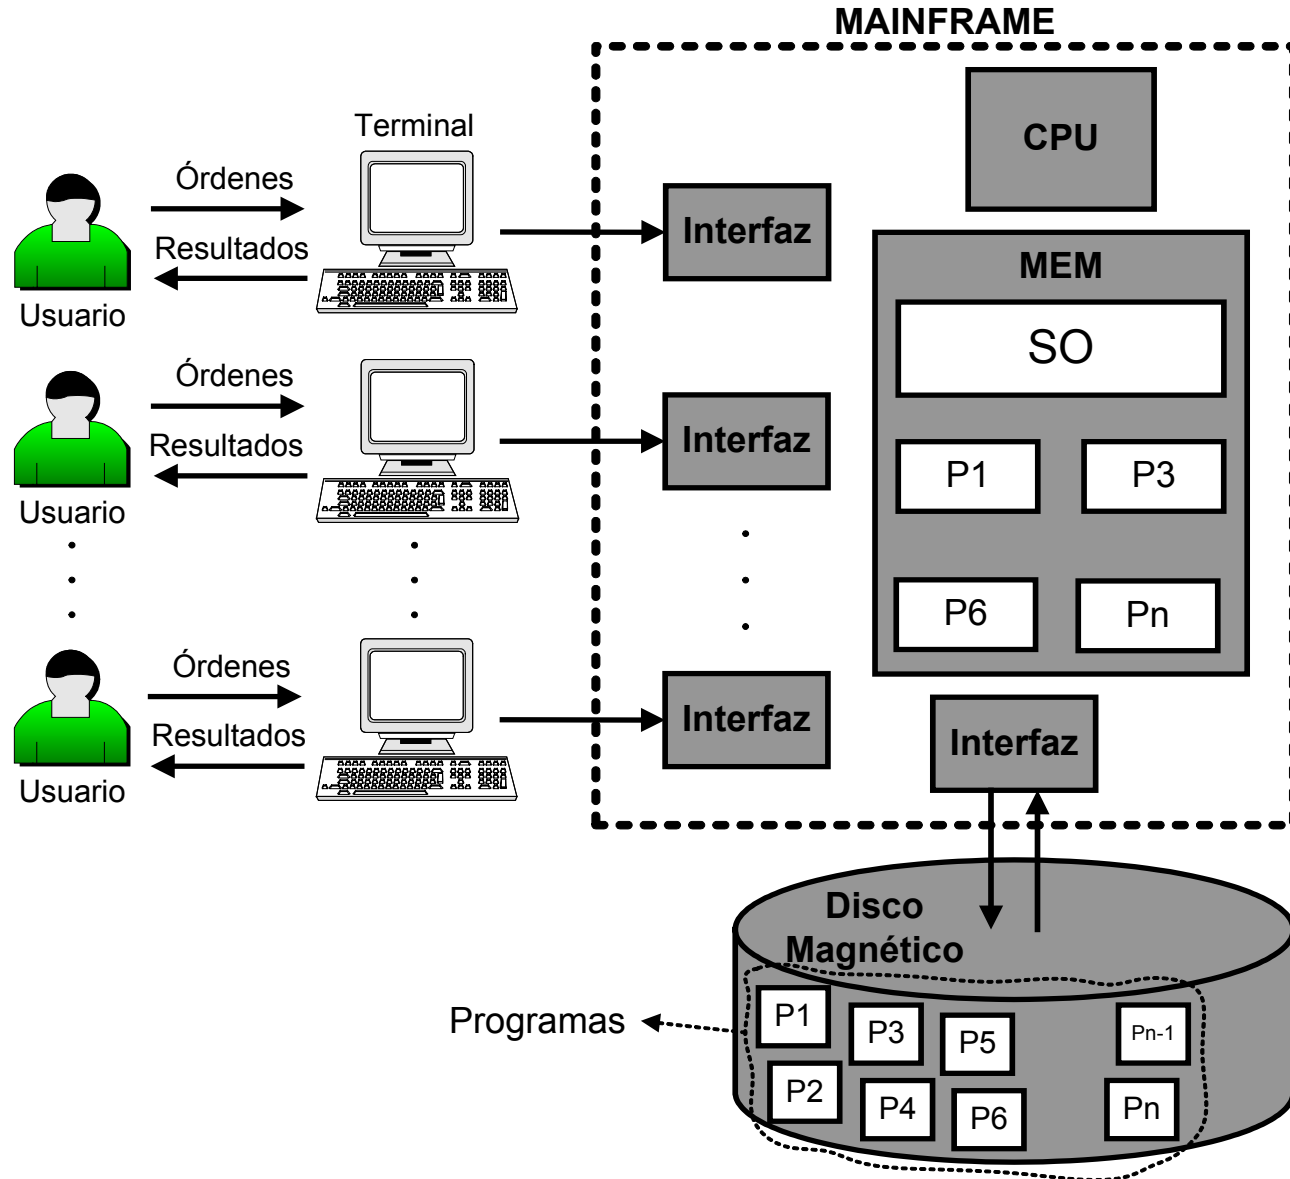 MAINFRAME
Terminal
Órdenes
Resultados
Usuario
Interfaz
CPU
MEM
SO
Órdenes
Resultados
Usuario
Interfaz
P1
P3
P6
Pn
Órdenes
Resultados
Usuario
Interfaz
Interfaz
Disco
Magnético
Programas
P1
P3
P5
Pn-1
P2
P4
P6
Pn